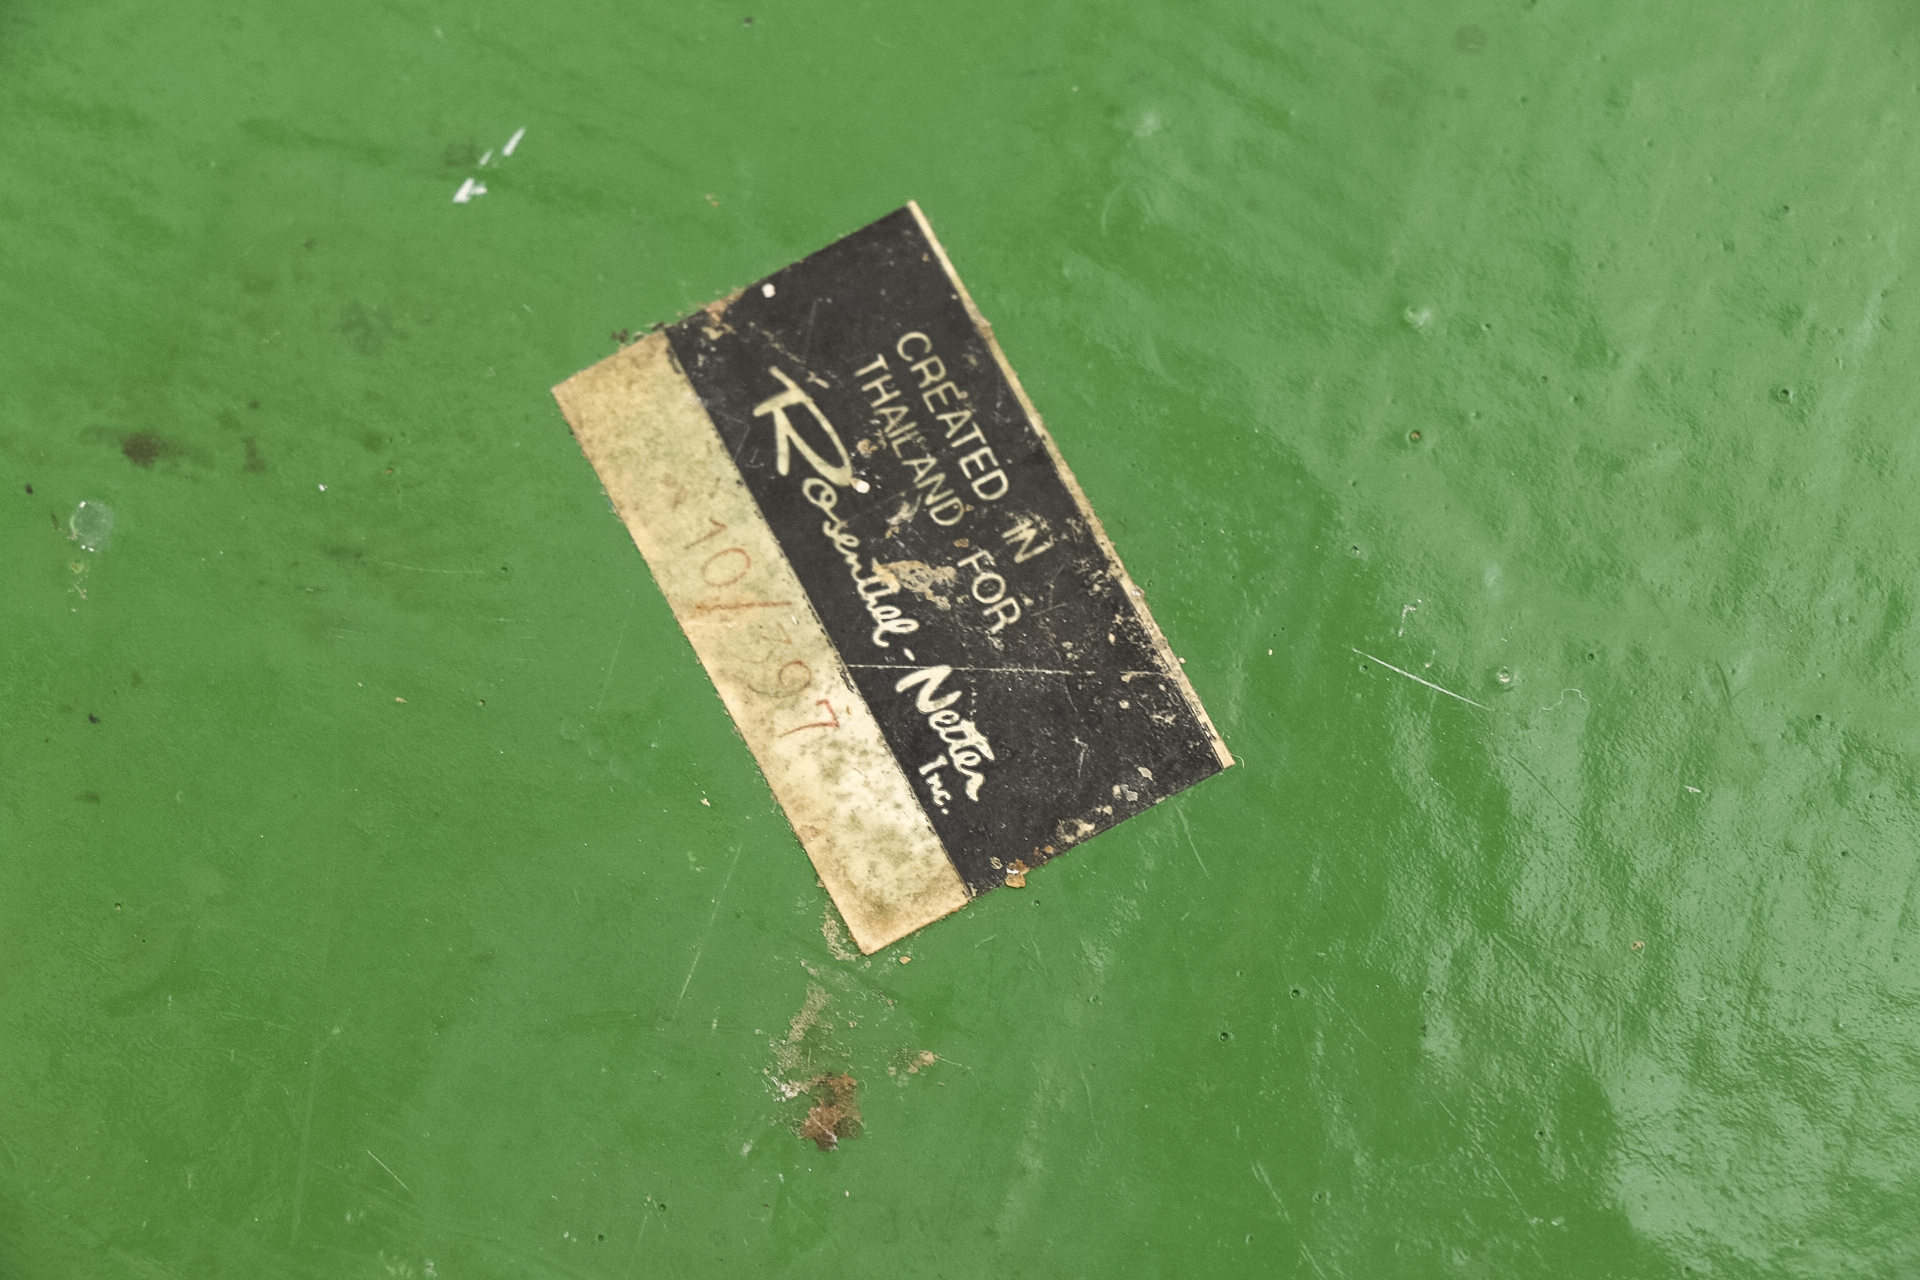 CREATED IN
THAILAND FOR
Rosenthal - Netter
Inc.
10/397